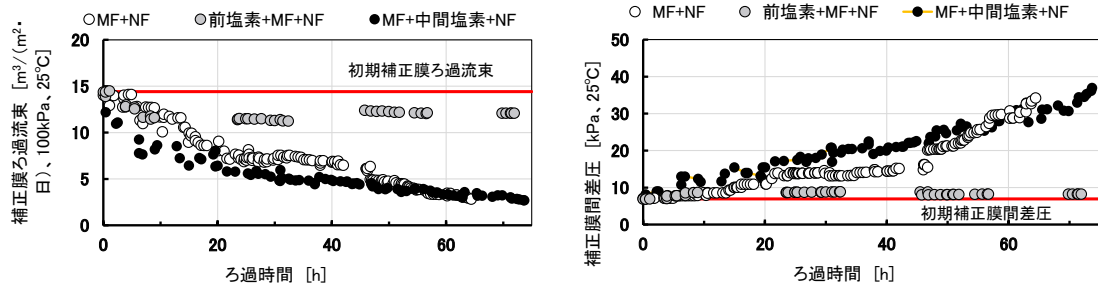 ○MF+NF ●前塩素+MF+NF ●MF+中間塩素+NF
補正膜ろ過流束 [m³/(m²・
日)、100kPa、25℃]
20
15
10
5
0
初期補正膜ろ過流束
0 20 40 60
ろ過時間 [h]
○ MF+NF ● 前塩素+MF+NF ● MF+中間塩素+NF
補正膜間差圧 [kPa、25℃]
50
40
30
20
10
0
初期補正膜間差圧
0 20 40 60
ろ過時間 [h]